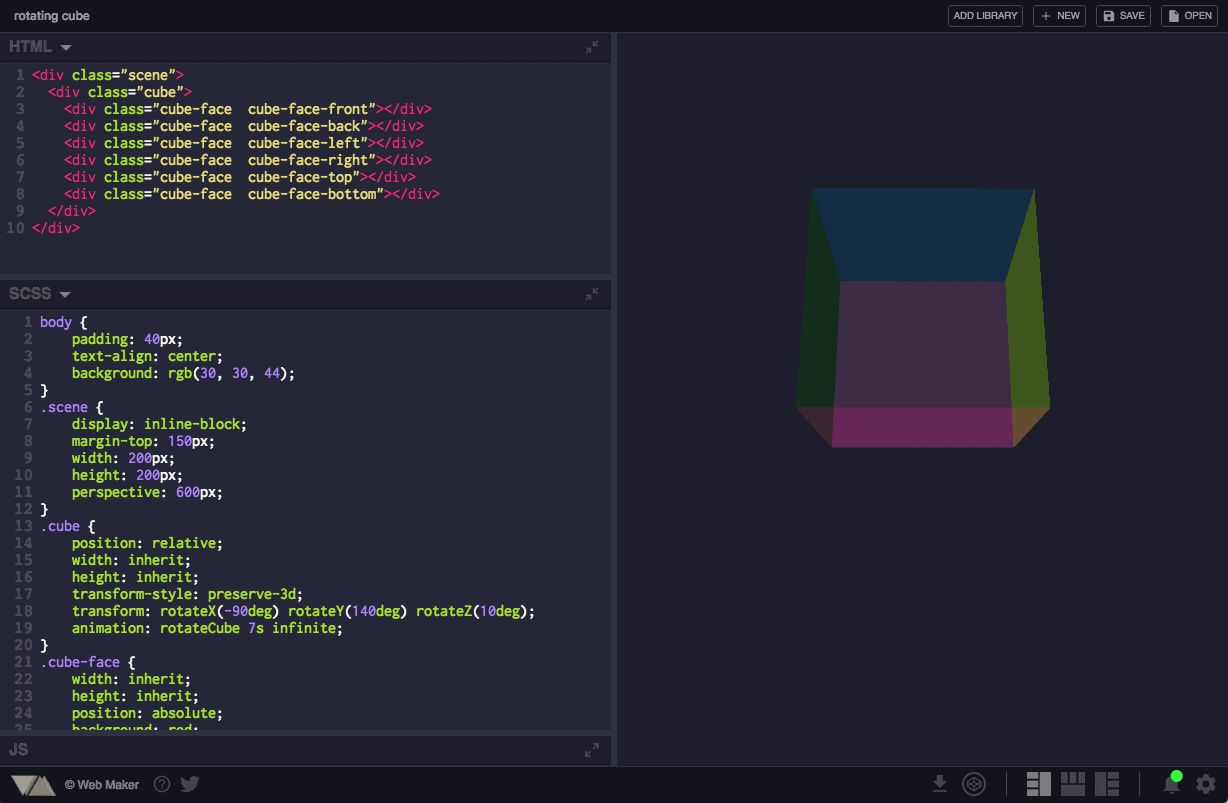 rotating cube
ADD LIBRARY
+ NEW
SAVE
OPEN
HTML
1 <div class="scene">
2   <div class="cube">
3     <div class="cube-face  cube-face-front"></div>
4     <div class="cube-face  cube-face-back"></div>
5     <div class="cube-face  cube-face-left"></div>
6     <div class="cube-face  cube-face-right"></div>
7     <div class="cube-face  cube-face-top"></div>
8     <div class="cube-face  cube-face-bottom"></div>
9   </div>
10 </div>
SCSS
1 body {
2     padding: 40px;
3     text-align: center;
4     background: rgb(30, 30, 44);
5 }
6 .scene {
7     display: inline-block;
8     margin-top: 150px;
9     width: 200px;
10     height: 200px;
11     perspective: 600px;
12 }
13 .cube {
14     position: relative;
15     width: inherit;
16     height: inherit;
17     transform-style: preserve-3d;
18     transform: rotateX(-90deg) rotateY(140deg) rotateZ(10deg);
19     animation: rotateCube 7s infinite;
20 }
21 .cube-face {
22     width: inherit;
23     height: inherit;
24     position: absolute;
25     background: red;
JS
© Web Maker
?